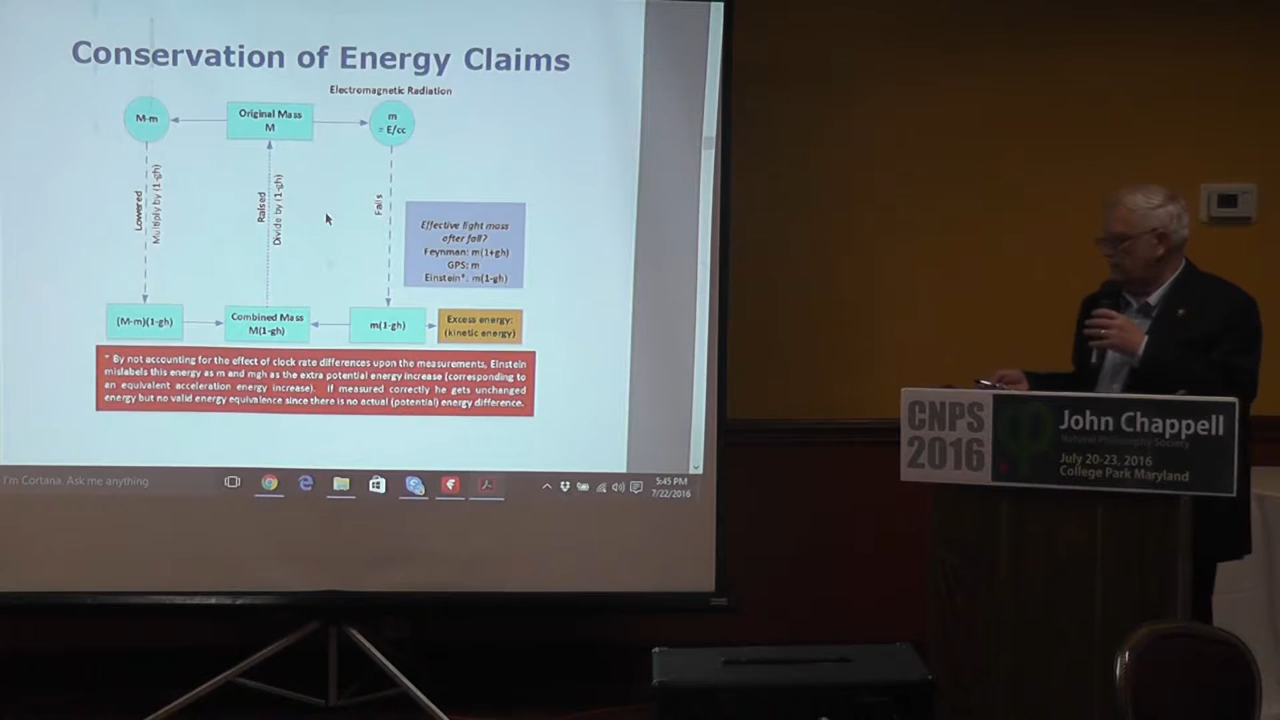 Conservation of Energy Claims
Electromagnetic Radiation
M-m
Original Mass
M
m
= E/cc
Lowered
Multiply by (1-gh)
Raised
Divide by (1-gh)
Falls
Effective light mass
after fall?
Feynman: m(1+gh)
GPS: m
Einstein*: m(1-gh)
(M-m)(1-gh)
Combined Mass
M(1-gh)
m(1-gh)
Excess energy:
(kinetic energy)
* By not accounting for the effect of clock rate differences upon the measurements, Einstein
mislabels this energy as m and mgh as the extra potential energy increase (corresponding to
an equivalent acceleration energy increase). If measured correctly he gets unchanged
energy but no valid energy equivalence since there is no actual (potential) energy difference.
I'm Cortana. Ask me anything
5:45 PM
7/22/2016
CNPS
2016
John Chappell
Natural Philosophy Society
July 20-23, 2016
College Park Maryland